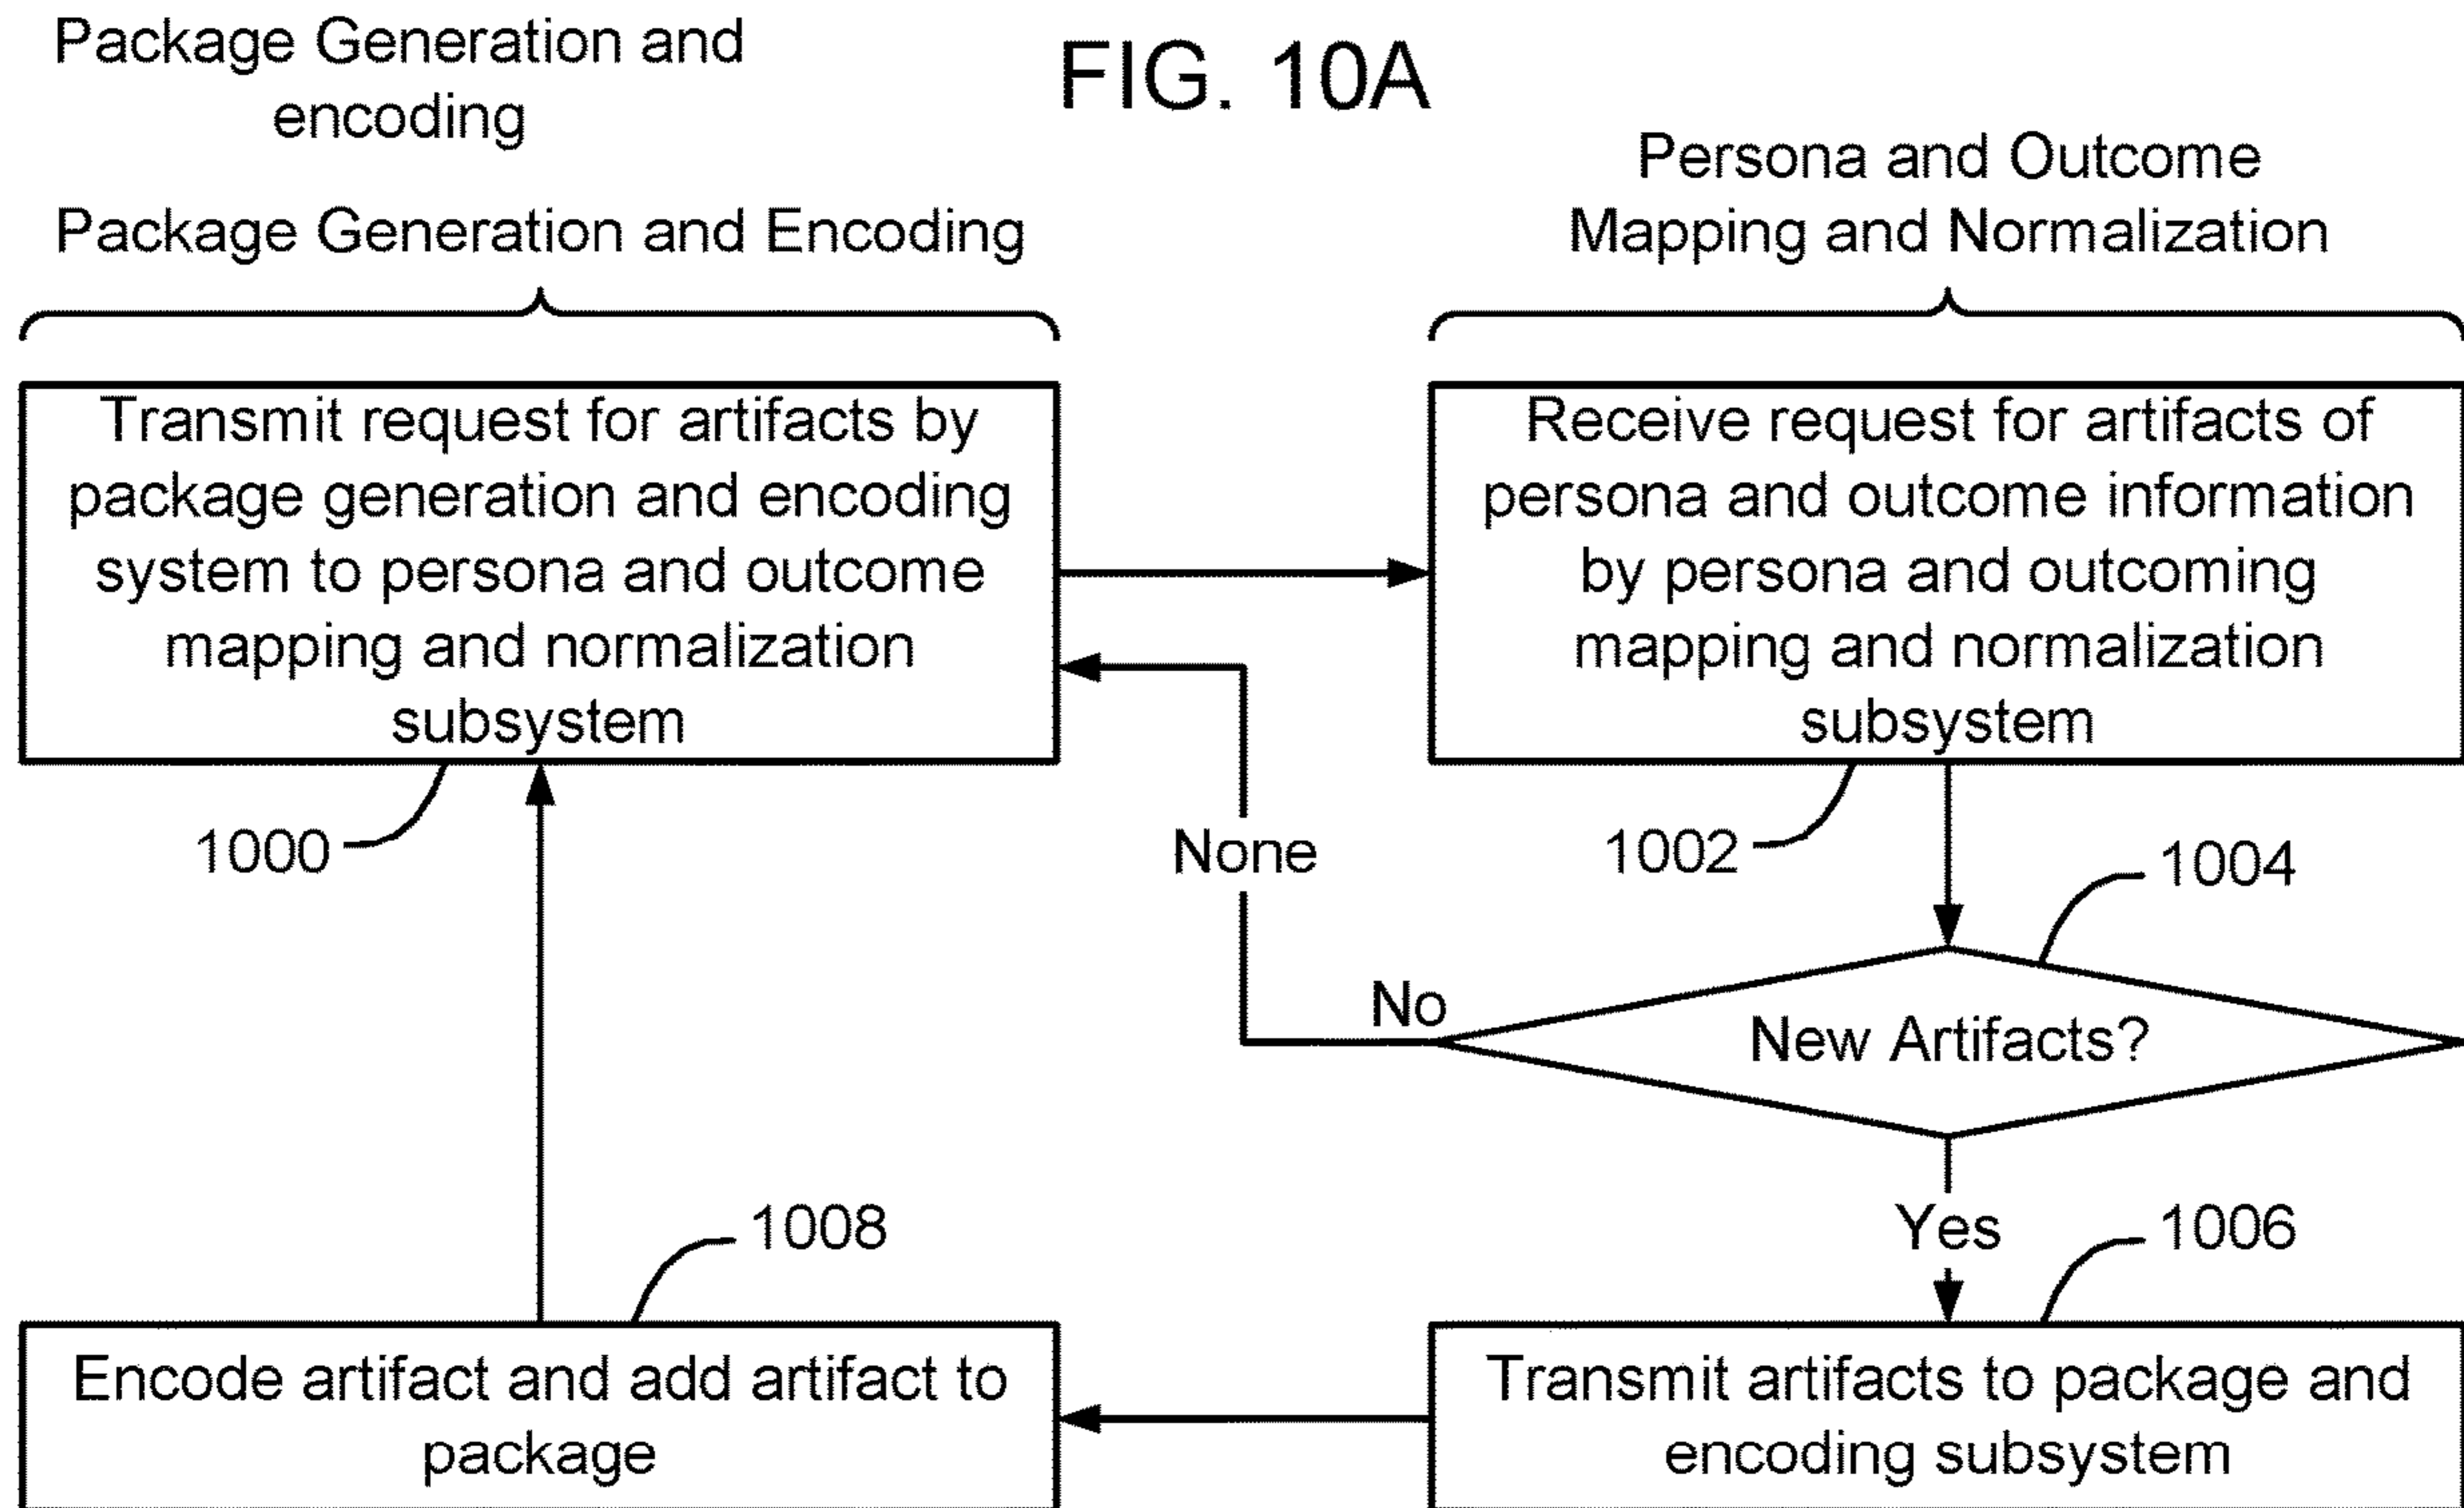 Package Generation and
encoding
FIG. 10A
Package Generation and Encoding
Persona and Outcome
Mapping and Normalization
Transmit request for artifacts by
package generation and encoding
system to persona and outcome
mapping and normalization
subsystem
1000
Receive request for artifacts of
persona and outcome information
by persona and outcoming
mapping and normalization
subsystem
1002
None
1004
No
New Artifacts?
Yes
1006
1008
Transmit artifacts to package and
encoding subsystem
Encode artifact and add artifact to
package